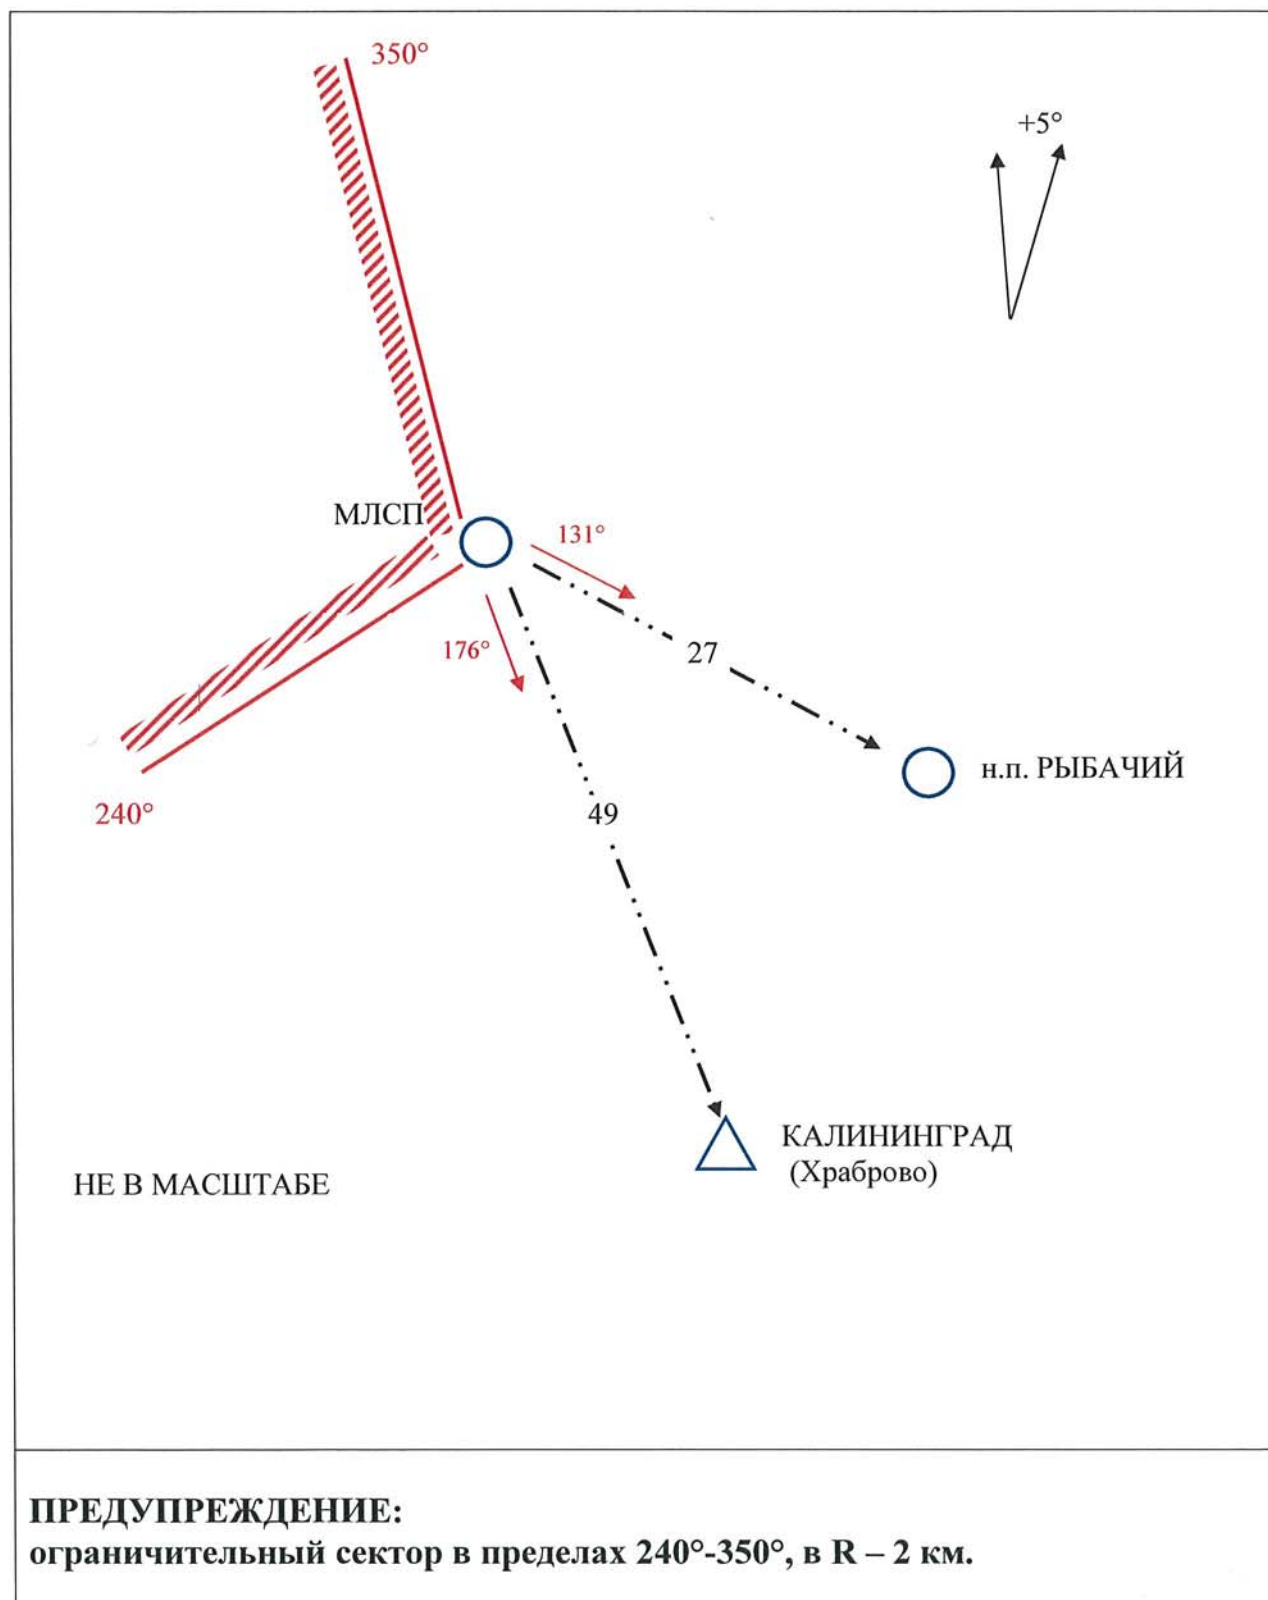 350°
+5°
МЛСП
131°
176°
27
н.п. РЫБАЧИЙ
240°
49
КАЛИНИНГРАД
(Храброво)
НЕ В МАСШТАБЕ
ПРЕДУПРЕЖДЕНИЕ:
ограничительный сектор в пределах 240°-350°, в R – 2 км.